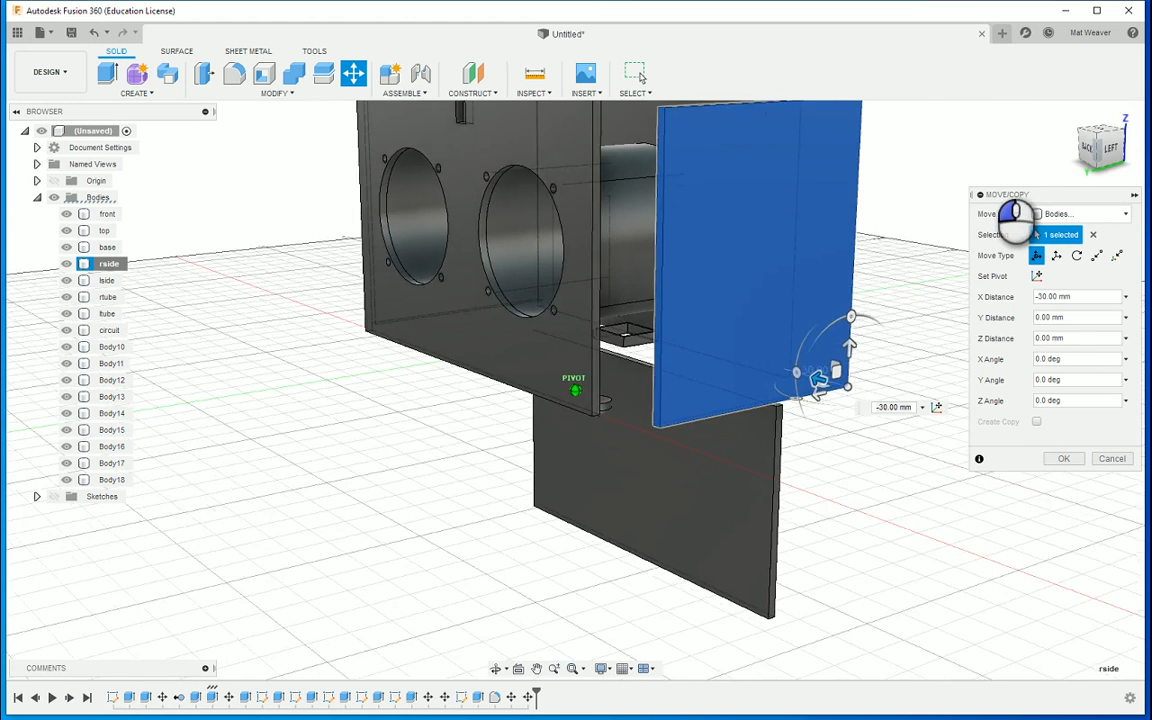 Autodesk Fusion 360 (Education License)
Untitled*
Mat Weaver
SOLID SURFACE SHEET METAL TOOLS
DESIGN
CREATE MODIFY ASSEMBLE CONSTRUCT INSPECT INSERT SELECT
BROWSER
(Unsaved)
Document Settings
Named Views
Origin
Bodies
front
top
base
rside
lside
rtube
ltube
circuit
Body10
Body11
Body12
Body13
Body14
Body15
Body16
Body17
Body18
Sketches
PIVOT
-30.00 mm
Z
BACK LEFT
Y
MOVE/COPY
Move
Bodies...
1 selected
Move Type
Set Pivot
X Distance -30.00 mm
Y Distance 0.00 mm
Z Distance 0.00 mm
X Angle 0.0 deg
Y Angle 0.0 deg
Z Angle 0.0 deg
Create Copy
OK Cancel
COMMENTS
rside